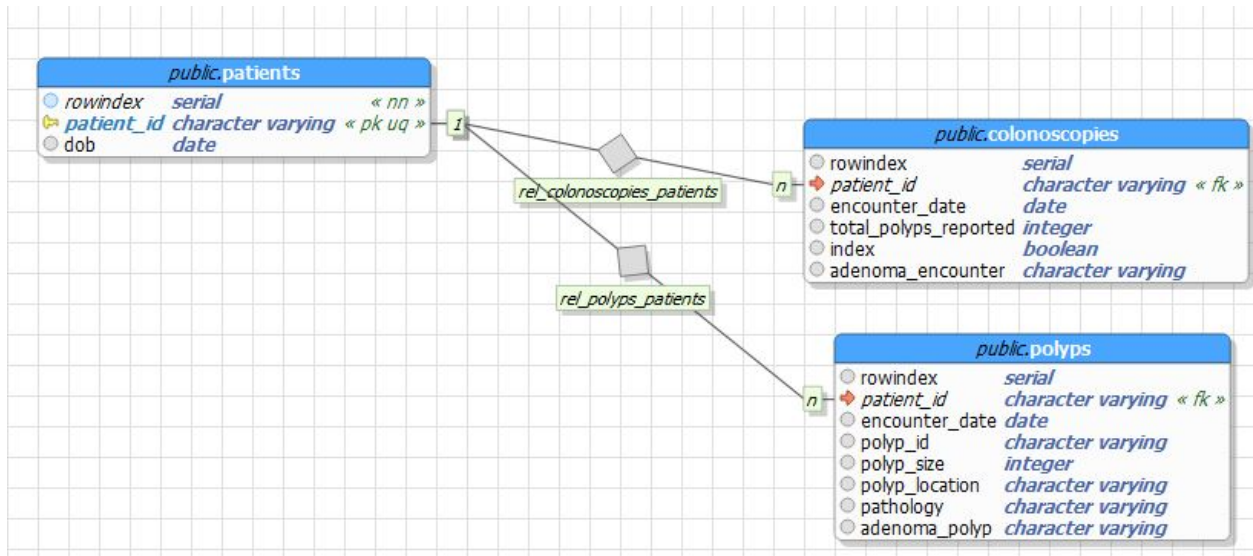 public.patients
rowindex serial « nn »
patient_id character varying « pk uq »
dob date
1
rel_colonoscopies_patients
n
public.colonoscopies
rowindex serial
patient_id character varying « fk »
encounter_date date
total_polyps_reported integer
index boolean
adenoma_encounter character varying
rel_polyps_patients
n
public.polyps
rowindex serial
patient_id character varying « fk »
encounter_date date
polyp_id character varying
polyp_size integer
polyp_location character varying
pathology character varying
adenoma_polyp character varying